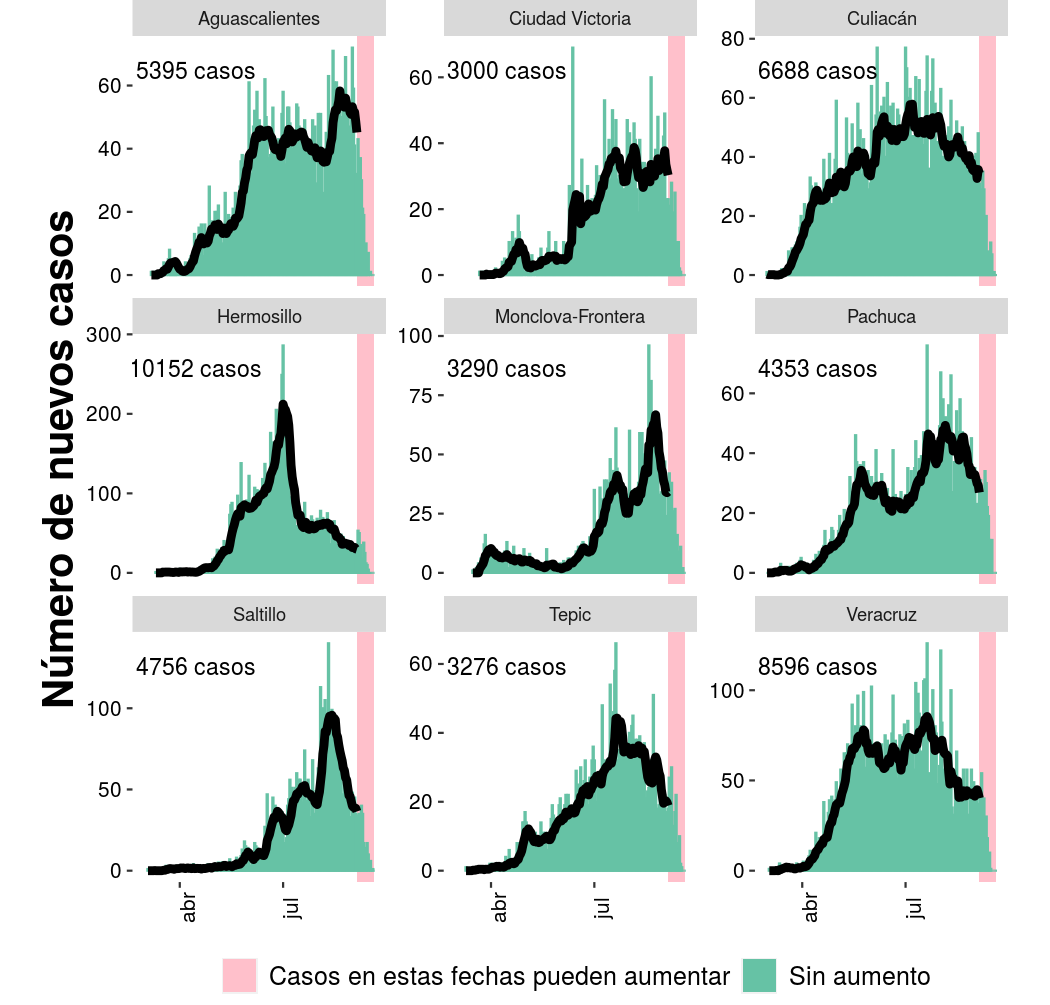 Número de nuevos casos
Aguascalientes
5395 casos
60
40
20
0
Ciudad Victoria
3000 casos
60
40
20
0
Culiacán
6688 casos
80
60
40
20
0
Hermosillo
10152 casos
300
200
100
0
Monclova-Frontera
3290 casos
100
75
50
25
0
Pachuca
4353 casos
60
40
20
0
Saltillo
4756 casos
100
50
0
abr
jul
Tepic
3276 casos
60
40
20
0
abr
jul
Veracruz
8596 casos
100
50
0
abr
jul
Casos en estas fechas pueden aumentar
Sin aumento